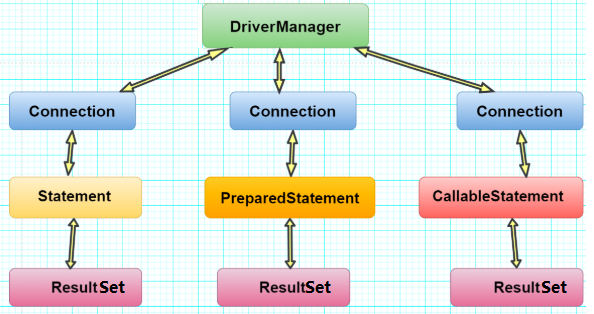 DriverManager
Connection Connection Connection
Statement PreparedStatement CallableStatement
ResultSet ResultSet ResultSet